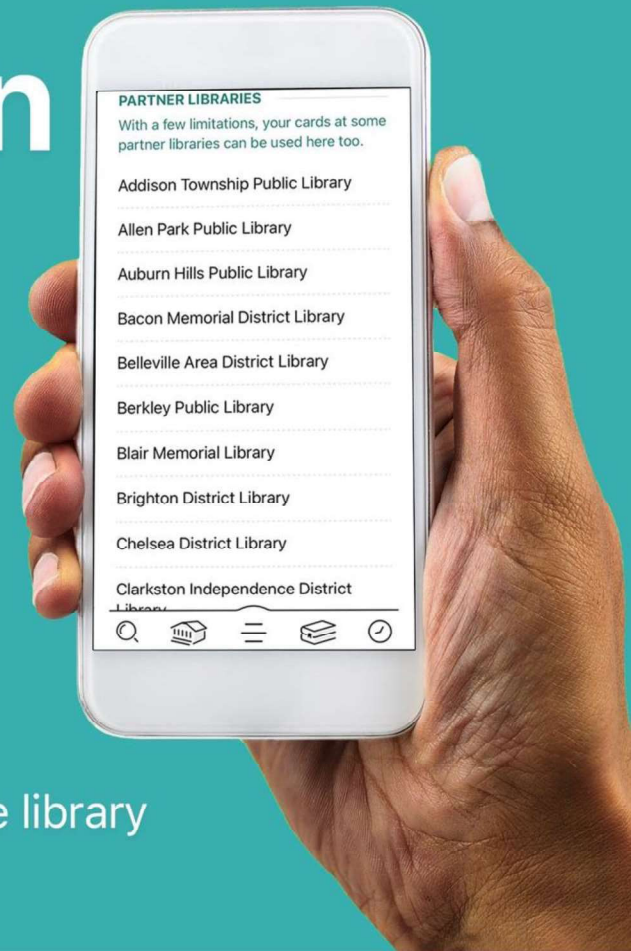 n
PARTNER LIBRARIES
With a few limitations, your cards at some
partner libraries can be used here too.
Addison Township Public Library
Allen Park Public Library
Auburn Hills Public Library
Bacon Memorial District Library
Belleville Area District Library
Berkley Public Library
Blair Memorial Library
Brighton District Library
Chelsea District Library
Clarkston Independence District
Library
e library